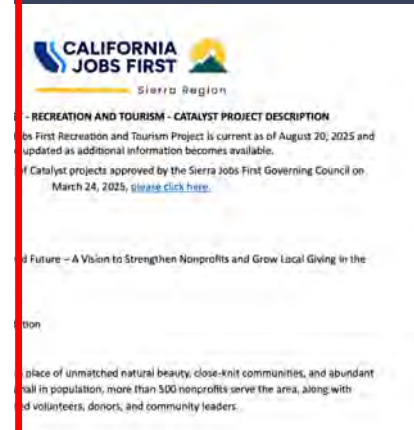 CALIFORNIA
JOBS FIRST
Sierra Region
- RECREATION AND TOURISM - CATALYST PROJECT DESCRIPTION
bs First Recreation and Tourism Project is current as of August 20, 2025 and
updated as additional information becomes available.
of Catalyst projects approved by the Sierra Jobs First Governing Council on
March 24, 2025, please click here.
d Future – A Vision to Strengthen Nonprofits and Grow Local Giving in the
tion
place of unmatched natural beauty, close-knit communities, and abundant
mall in population, more than 500 nonprofits serve the area, along with
ed volunteers, donors, and community leaders